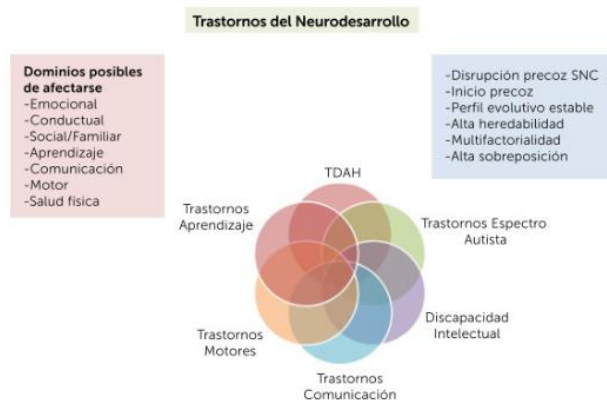 Trastornos del Neurodesarrollo
Dominios posibles
de afectarse
-Emocional
-Conductual
-Social/Familiar
-Aprendizaje
-Comunicación
-Motor
-Salud física
-Disrupción precoz SNC
-Inicio precoz
-Perfil evolutivo estable
-Alta heredabilidad
-Multifactorialidad
-Alta sobreposición
TDAH
Trastornos
Aprendizaje
Trastornos Espectro
Autista
Discapacidad
Intelectual
Trastornos
Motores
Trastornos
Comunicación